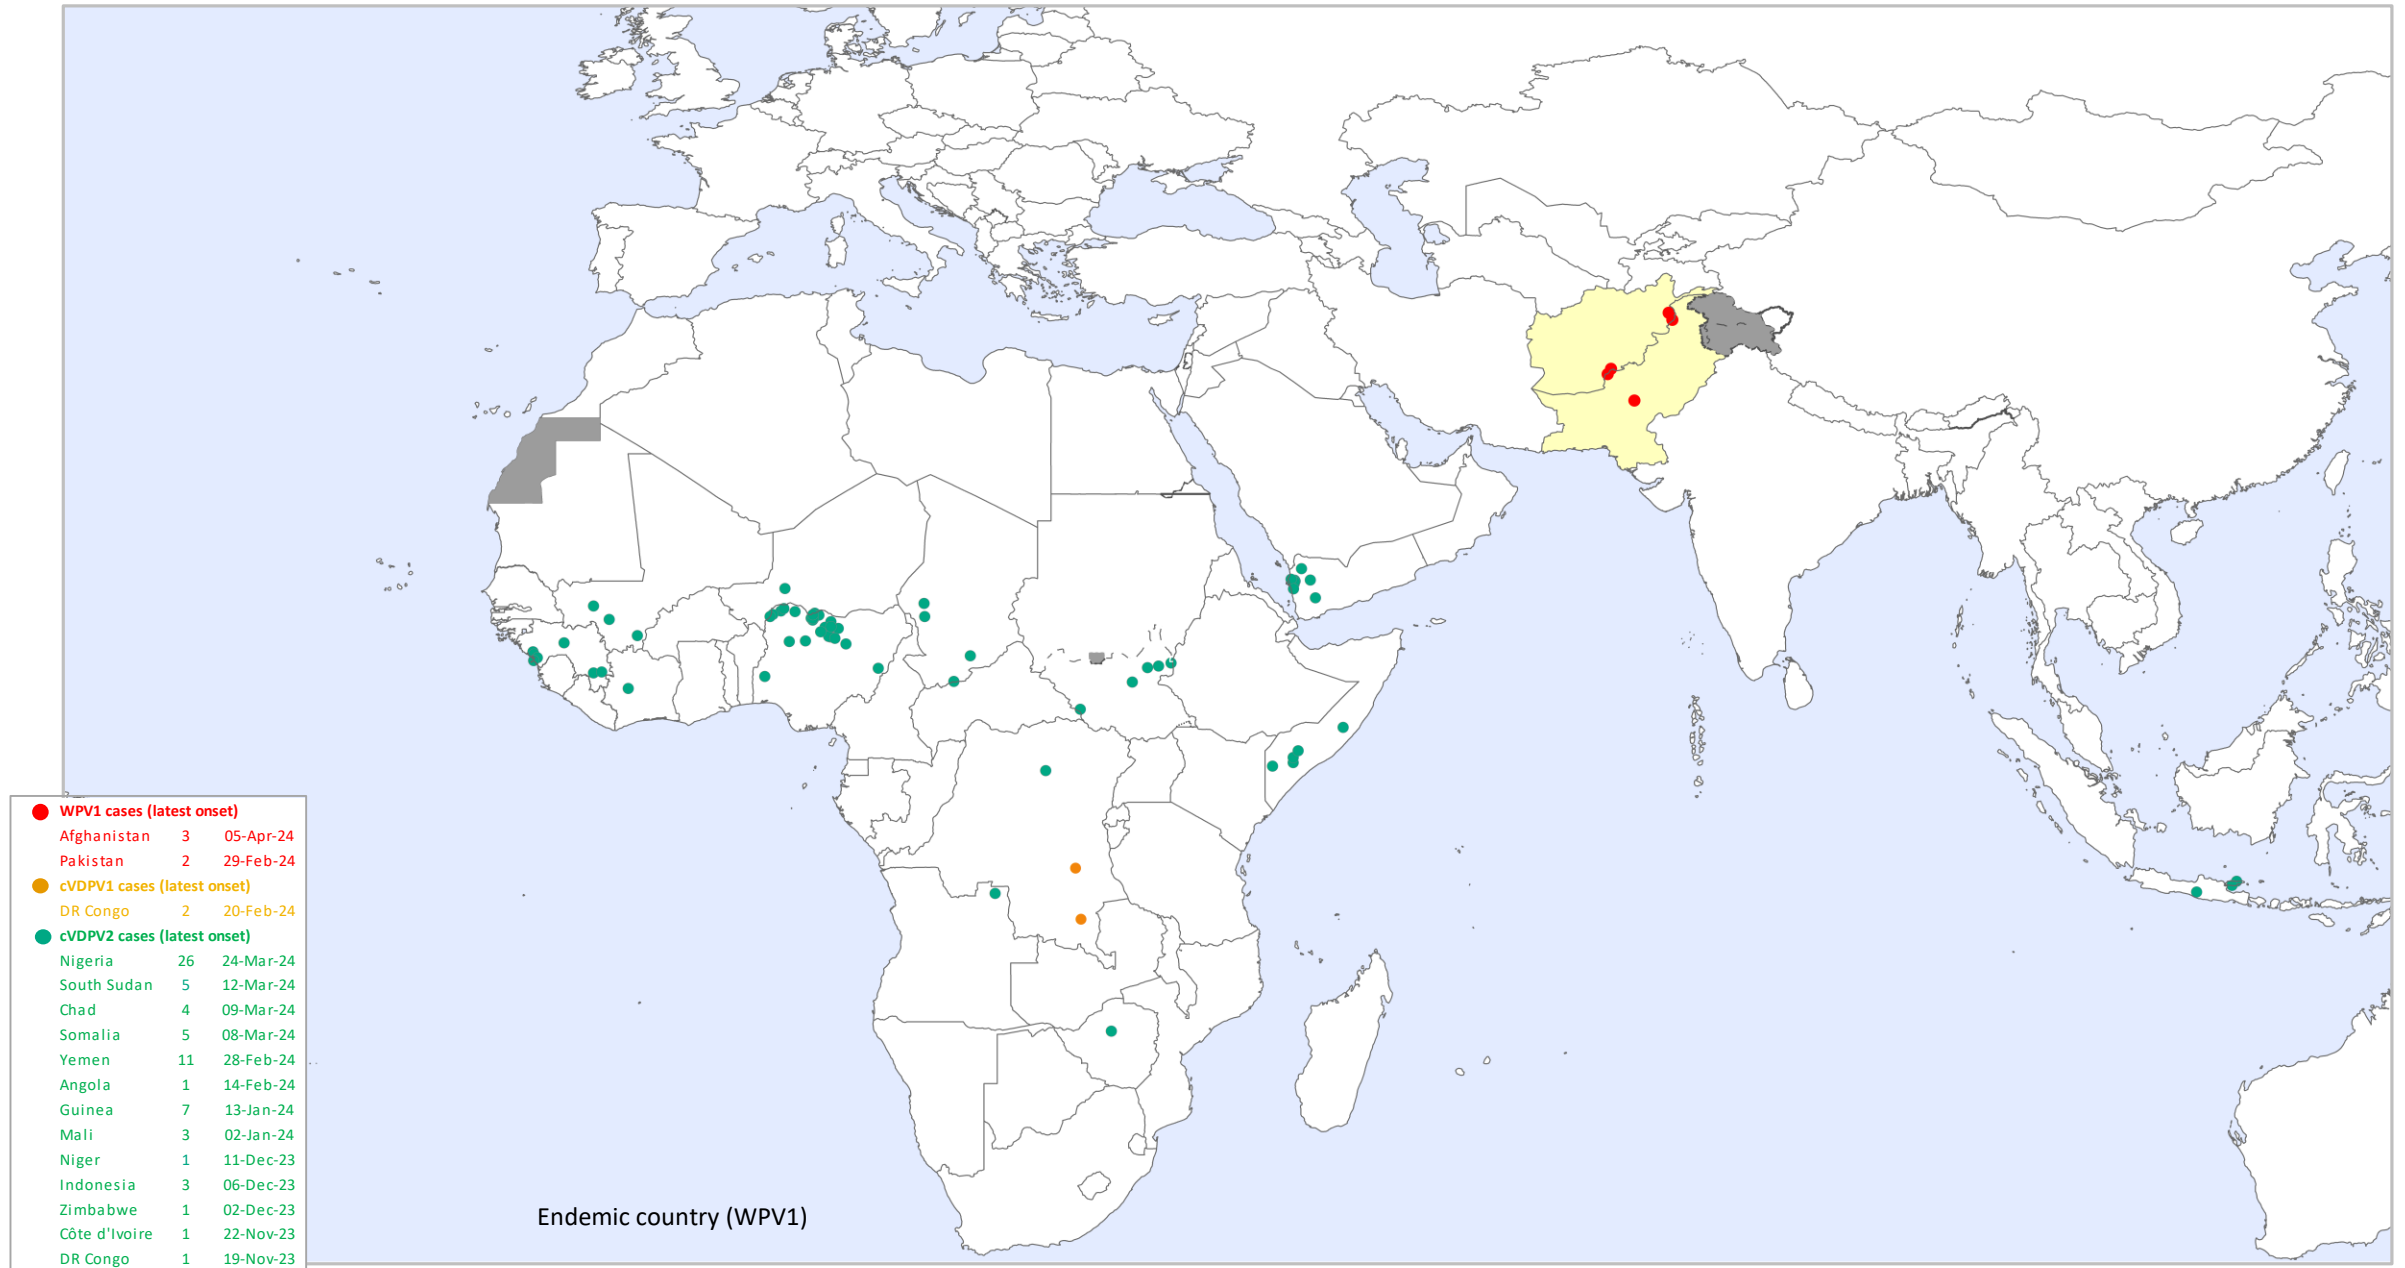 WPV1 cases (latest onset)
Afghanistan 3 05-Apr-24
Pakistan 2 29-Feb-24
cVDPV1 cases (latest onset)
DR Congo 2 20-Feb-24
cVDPV2 cases (latest onset)
Nigeria 26 24-Mar-24
South Sudan 5 12-Mar-24
Chad 4 09-Mar-24
Somalia 5 08-Mar-24
Yemen 11 28-Feb-24
Angola 1 14-Feb-24
Guinea 7 13-Jan-24
Mali 3 02-Jan-24
Niger 1 11-Dec-23
Indonesia 3 06-Dec-23
Zimbabwe 1 02-Dec-23
Côte d'Ivoire 1 22-Nov-23
DR Congo 1 19-Nov-23
Endemic country (WPV1)